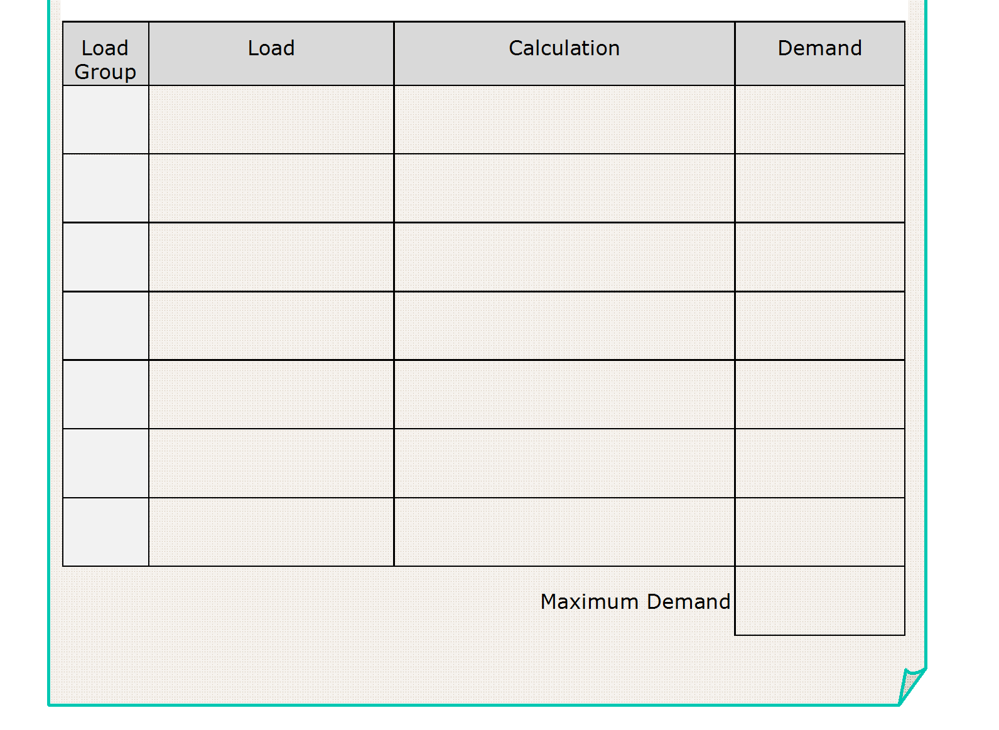 Load Group
Load
Calculation
Demand
Maximum Demand